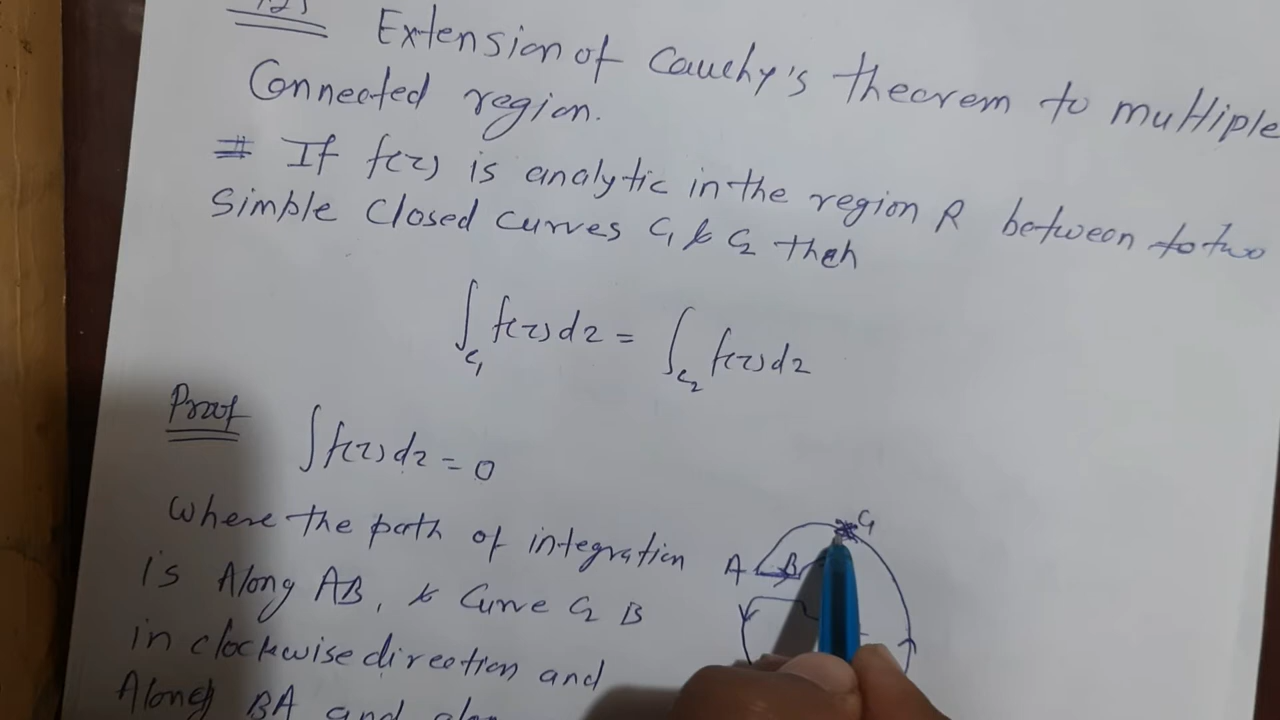 Extension of Cauchy's theorem to multiple
Connected region.
# If f(z) is analytic in the region R between to two
Simple Closed curves C₁ & C₂ then
∫C₁ f(z)dz = ∫C₂ f(z)dz
Proof ∫f(z)dz = 0
Where the path of integration
is Along AB, & Curve C₂ B
in clockwise direction and
Along BA and
A B C₁